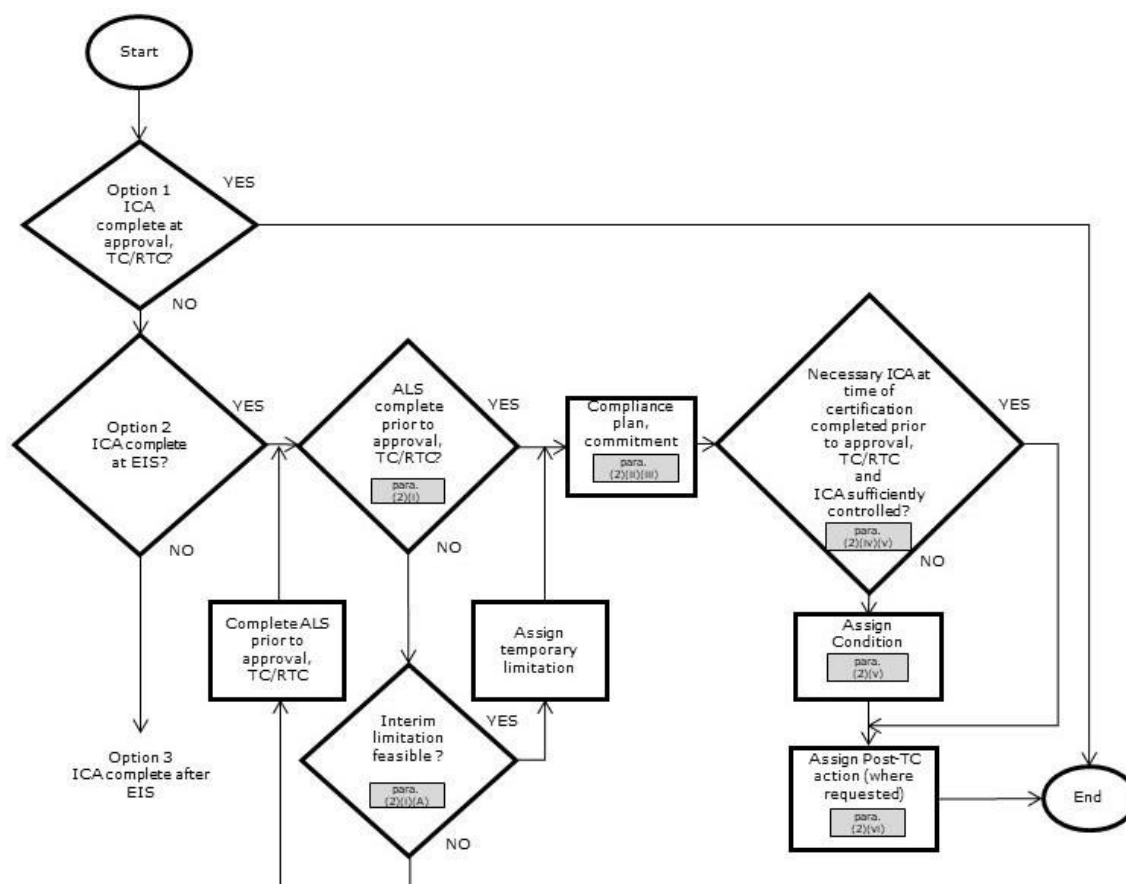 Start
Option 1
ICA
complete at
approval,
TC/RTC?
YES
NO
Option 2
ICA complete
at EIS?
YES
NO
Option 3
ICA complete after
EIS
ALS
complete
prior to
approval,
TC/RTC?
para.
(2)(i)
YES
NO
Complete ALS
prior to
approval,
TC/RTC
Interim
limitation
feasible ?
para.
(2)(i)(A)
YES
NO
Assign
temporary
limitation
Compliance
plan,
commitment
para.
(2)(ii)(iii)
Necessary ICA at
time of
certification
completed prior
to approval,
TC/RTC
and
ICA sufficiently
controlled?
para.
(2)(iv)(v)
YES
NO
Assign
Condition
para.
(2)(v)
Assign Post-TC
action (where
requested)
para.
(2)(vi)
End